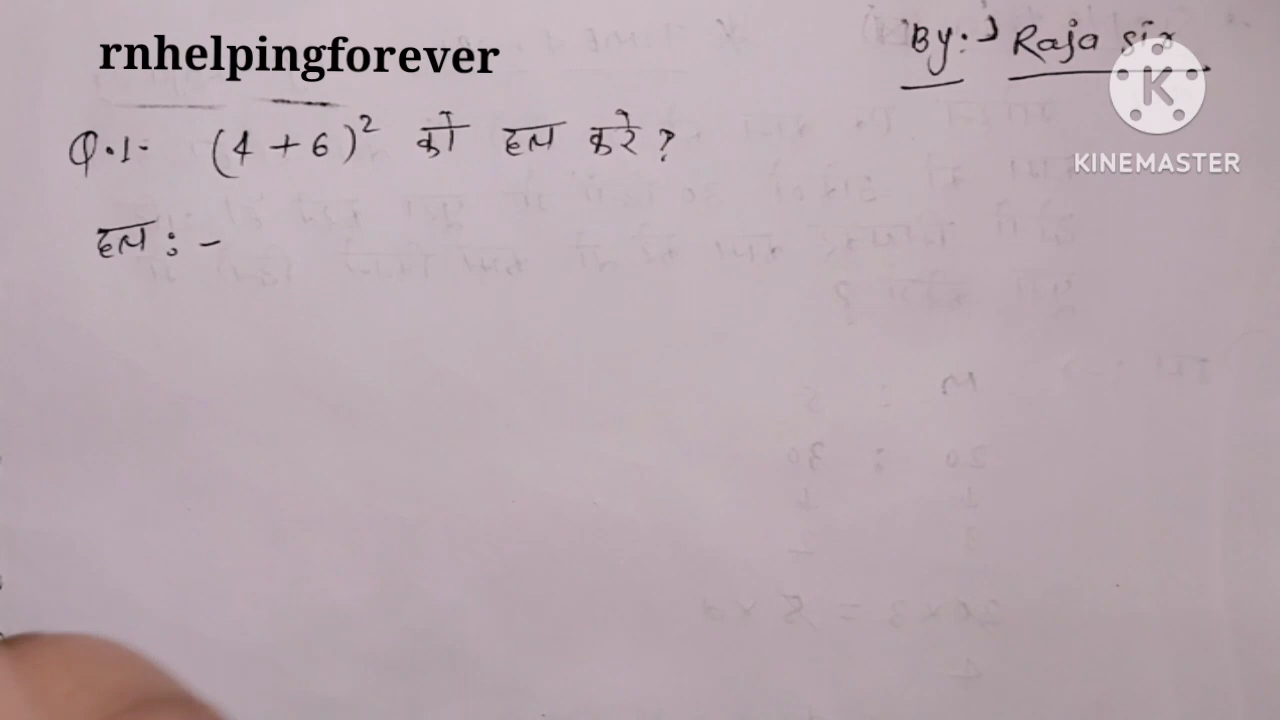 rnhelpingforever
By:- Raja sir
KINEMASTER
Q.1. (4+6)² को हल करे ?
हल :-